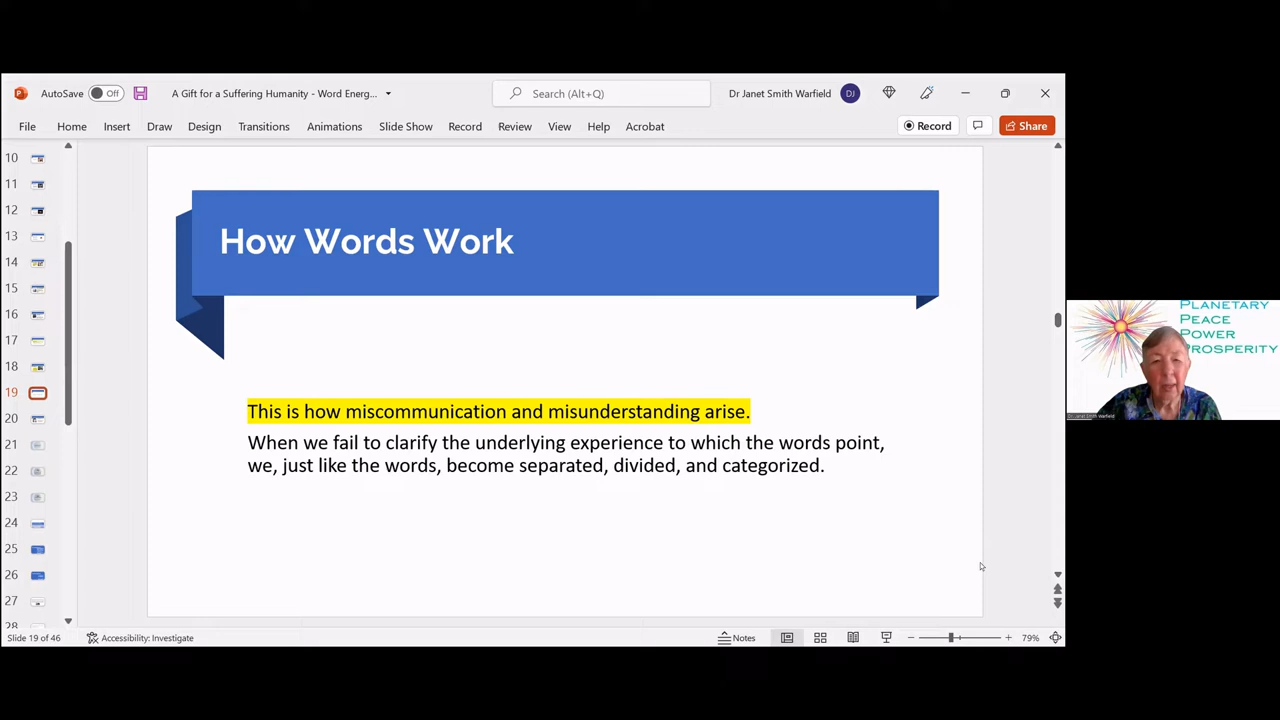 AutoSave Off A Gift for a Suffering Humanity - Word Energ... Search (Alt+Q) Dr Janet Smith Warfield DJ
File Home Insert Draw Design Transitions Animations Slide Show Record Review View Help Acrobat Record Share
10
11
12
13
14
15
16
17
18
19
20
21
22
23
24
25
26
27
28
How Words Work
This is how miscommunication and misunderstanding arise.
When we fail to clarify the underlying experience to which the words point,
we, just like the words, become separated, divided, and categorized.
PLANETARY
PEACE
POWER
PROSPERITY
Janet Smith Warfield
Slide 19 of 46 Accessibility: Investigate Notes 79%